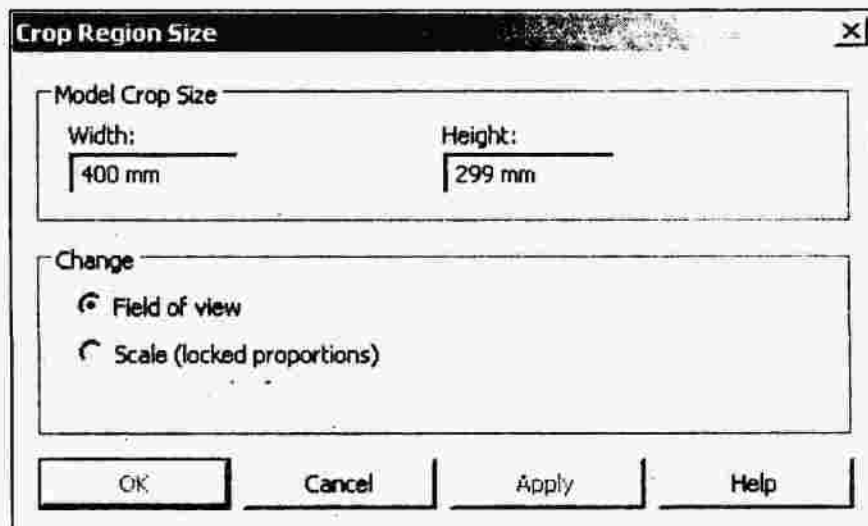 Crop Region Size
Model Crop Size
Width: Height:
400 mm 299 mm
Change
Field of view
Scale (locked proportions)
OK Cancel Apply Help